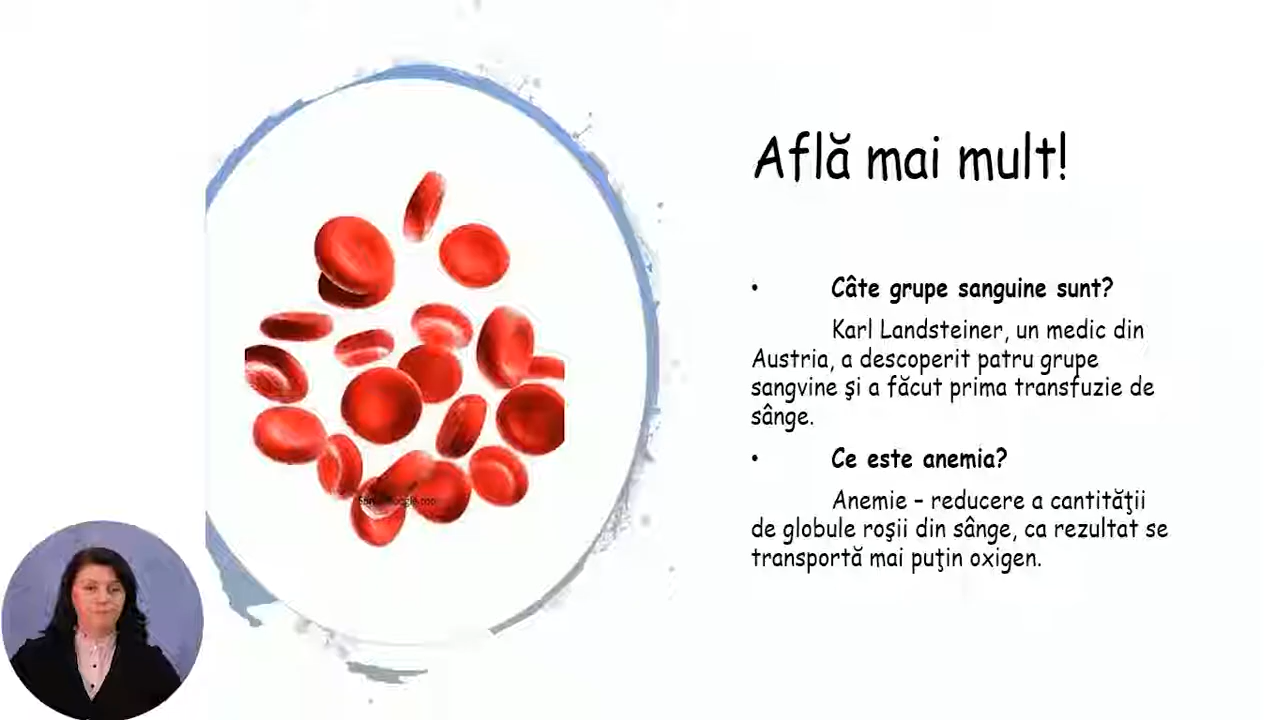 Află mai mult!
• Câte grupe sanguine sunt?
Karl Landsteiner, un medic din
Austria, a descoperit patru grupe
sangvine şi a făcut prima transfuzie de
sânge.
• Ce este anemia?
Anemie – reducere a cantităţii
de globule roşii din sânge, ca rezultat se
transportă mai puţin oxigen.